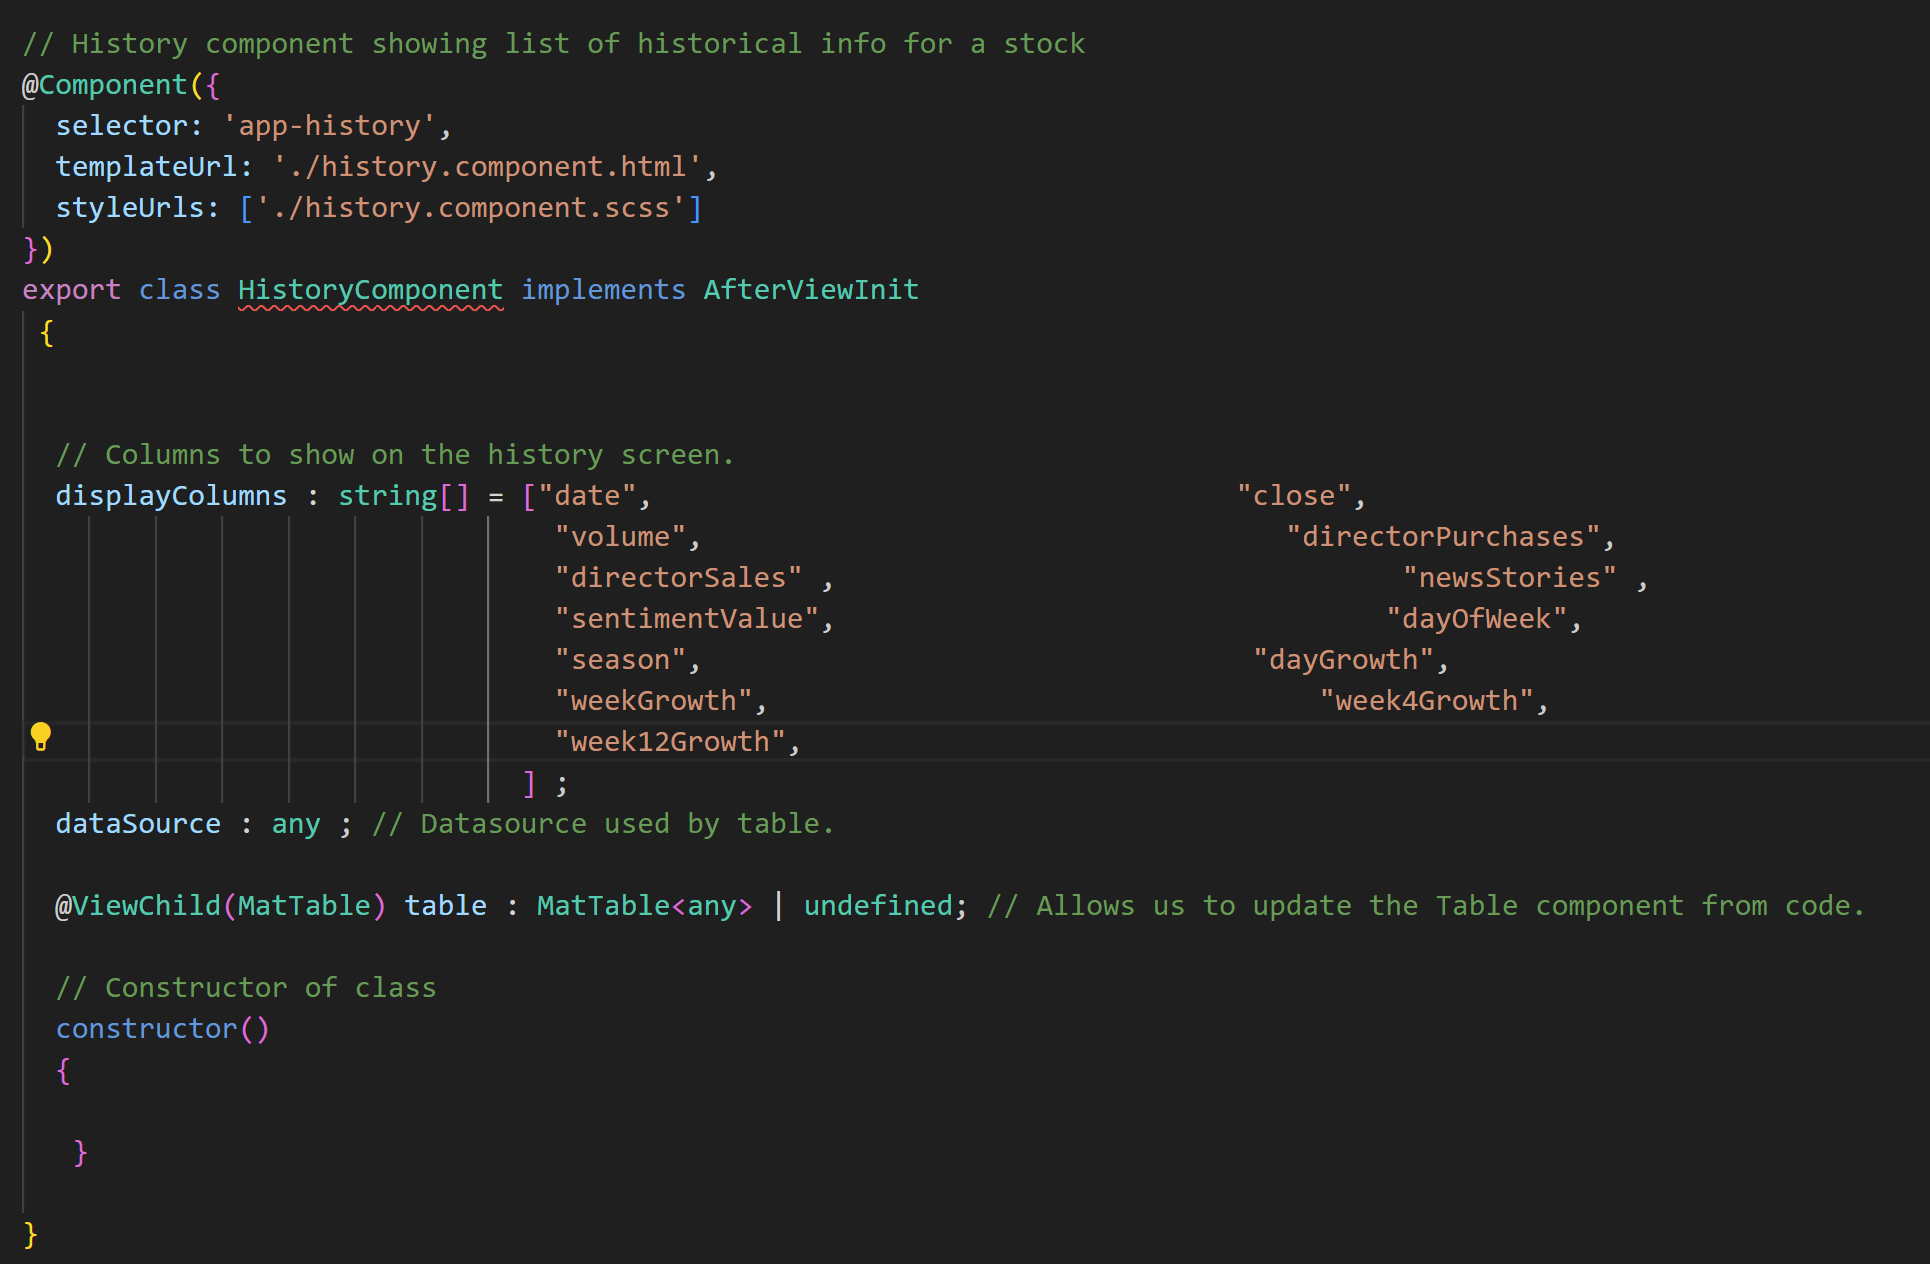 // History component showing list of historical info for a stock
@Component({
  selector: 'app-history',
  templateUrl: './history.component.html',
  styleUrls: ['./history.component.scss']
})
export class HistoryComponent implements AfterViewInit
 {
  // Columns to show on the history screen.
  displayColumns : string[] = ["date", "close",
"volume", "directorPurchases",
"directorSales" , "newsStories" ,
"sentimentValue", "dayOfWeek",
"season", "dayGrowth",
"weekGrowth", "week4Growth",
"week12Growth",
] ;
  dataSource : any ; // Datasource used by table.
  @ViewChild(MatTable) table : MatTable<any> | undefined; // Allows us to update the Table component from code.
  // Constructor of class
  constructor()
  {
   }
}